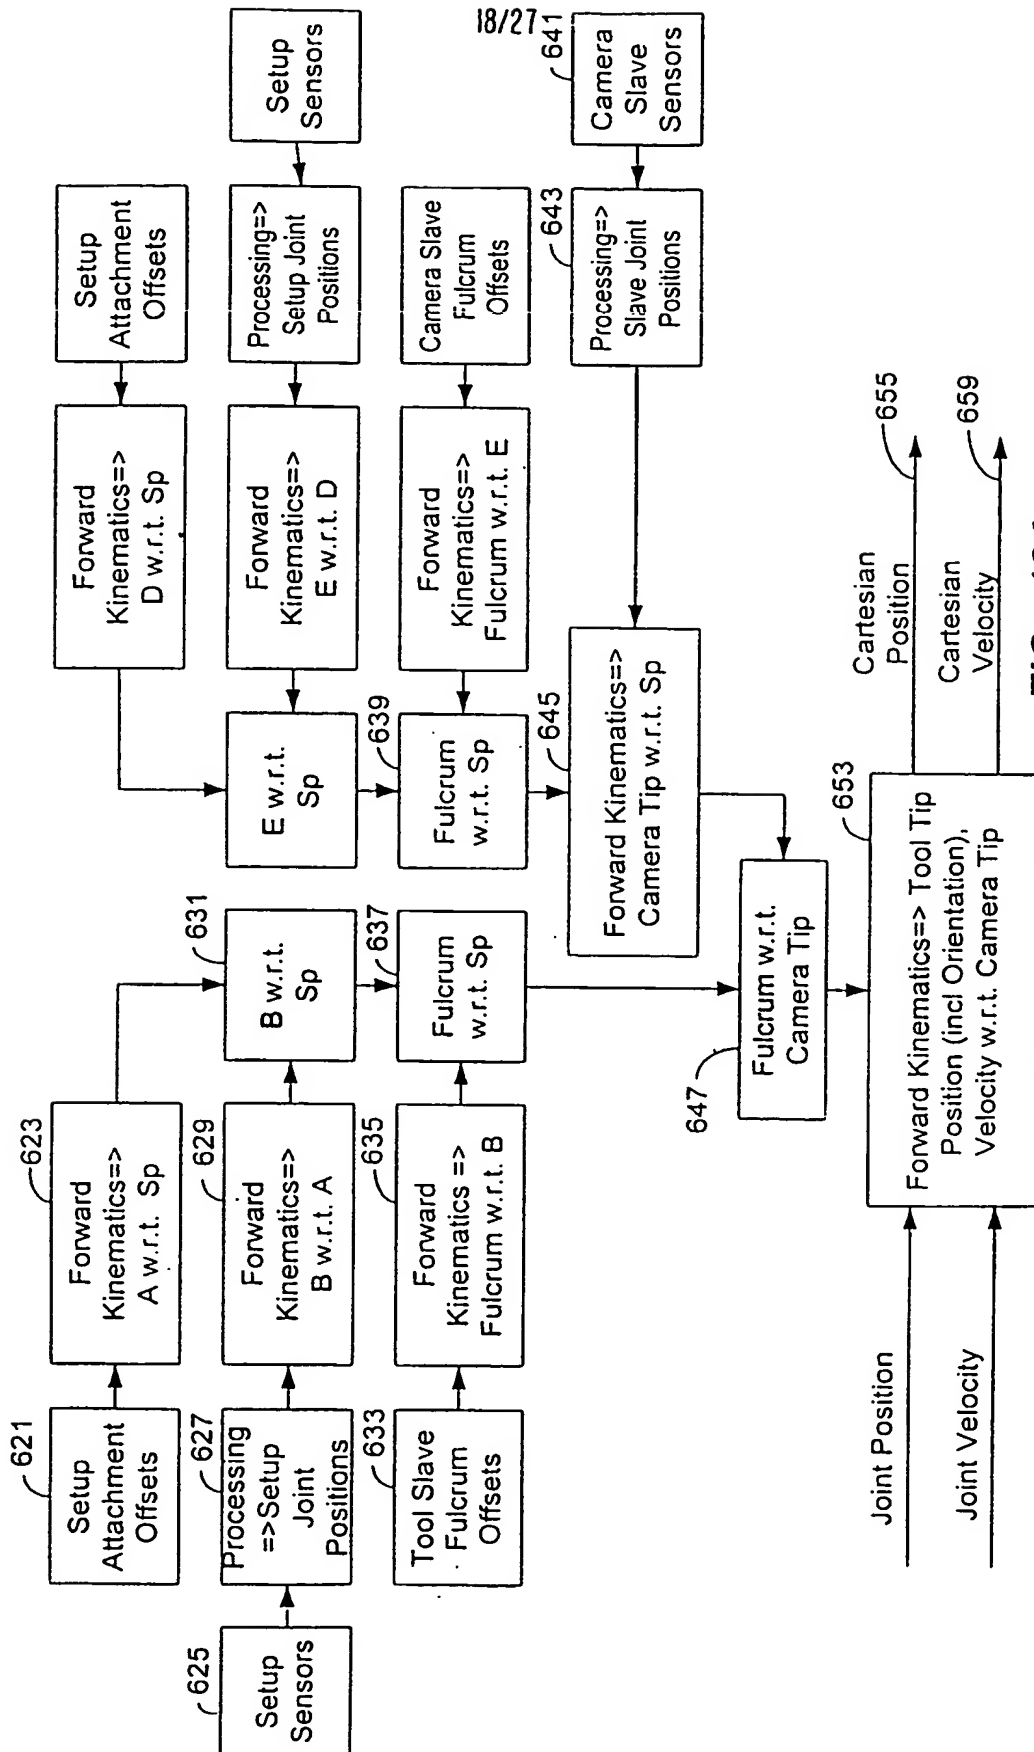 18/27
621
Setup
Attachment
Offsets
623
Forward
Kinematics=>
A w.r.t. Sp
625
Setup
Sensors
627
Processing
=>Setup
Joint
Positions
629
Forward
Kinematics=>
B w.r.t. A
631
B w.r.t.
Sp
633
Tool Slave
Fulcrum
Offsets
635
Forward
Kinematics =>
Fulcrum w.r.t. B
637
Fulcrum
w.r.t. Sp
Setup
Attachment
Offsets
Forward
Kinematics=>
D w.r.t. Sp
Setup
Sensors
Processing=>
Setup Joint
Positions
Forward
Kinematics=>
E w.r.t. D
E w.r.t.
Sp
Camera Slave
Fulcrum
Offsets
Forward
Kinematics=>
Fulcrum w.r.t. E
639
Fulcrum
w.r.t. Sp
641
Camera
Slave
Sensors
643
Processing=>
Slave Joint
Positions
645
Forward Kinematics=>
Camera Tip w.r.t. Sp
647
Fulcrum w.r.t.
Camera Tip
Joint Position
Joint Velocity
653
Forward Kinematics=> Tool Tip
Position (incl Orientation),
Velocity w.r.t. Camera Tip
Cartesian
Position
655
Cartesian
Velocity
659